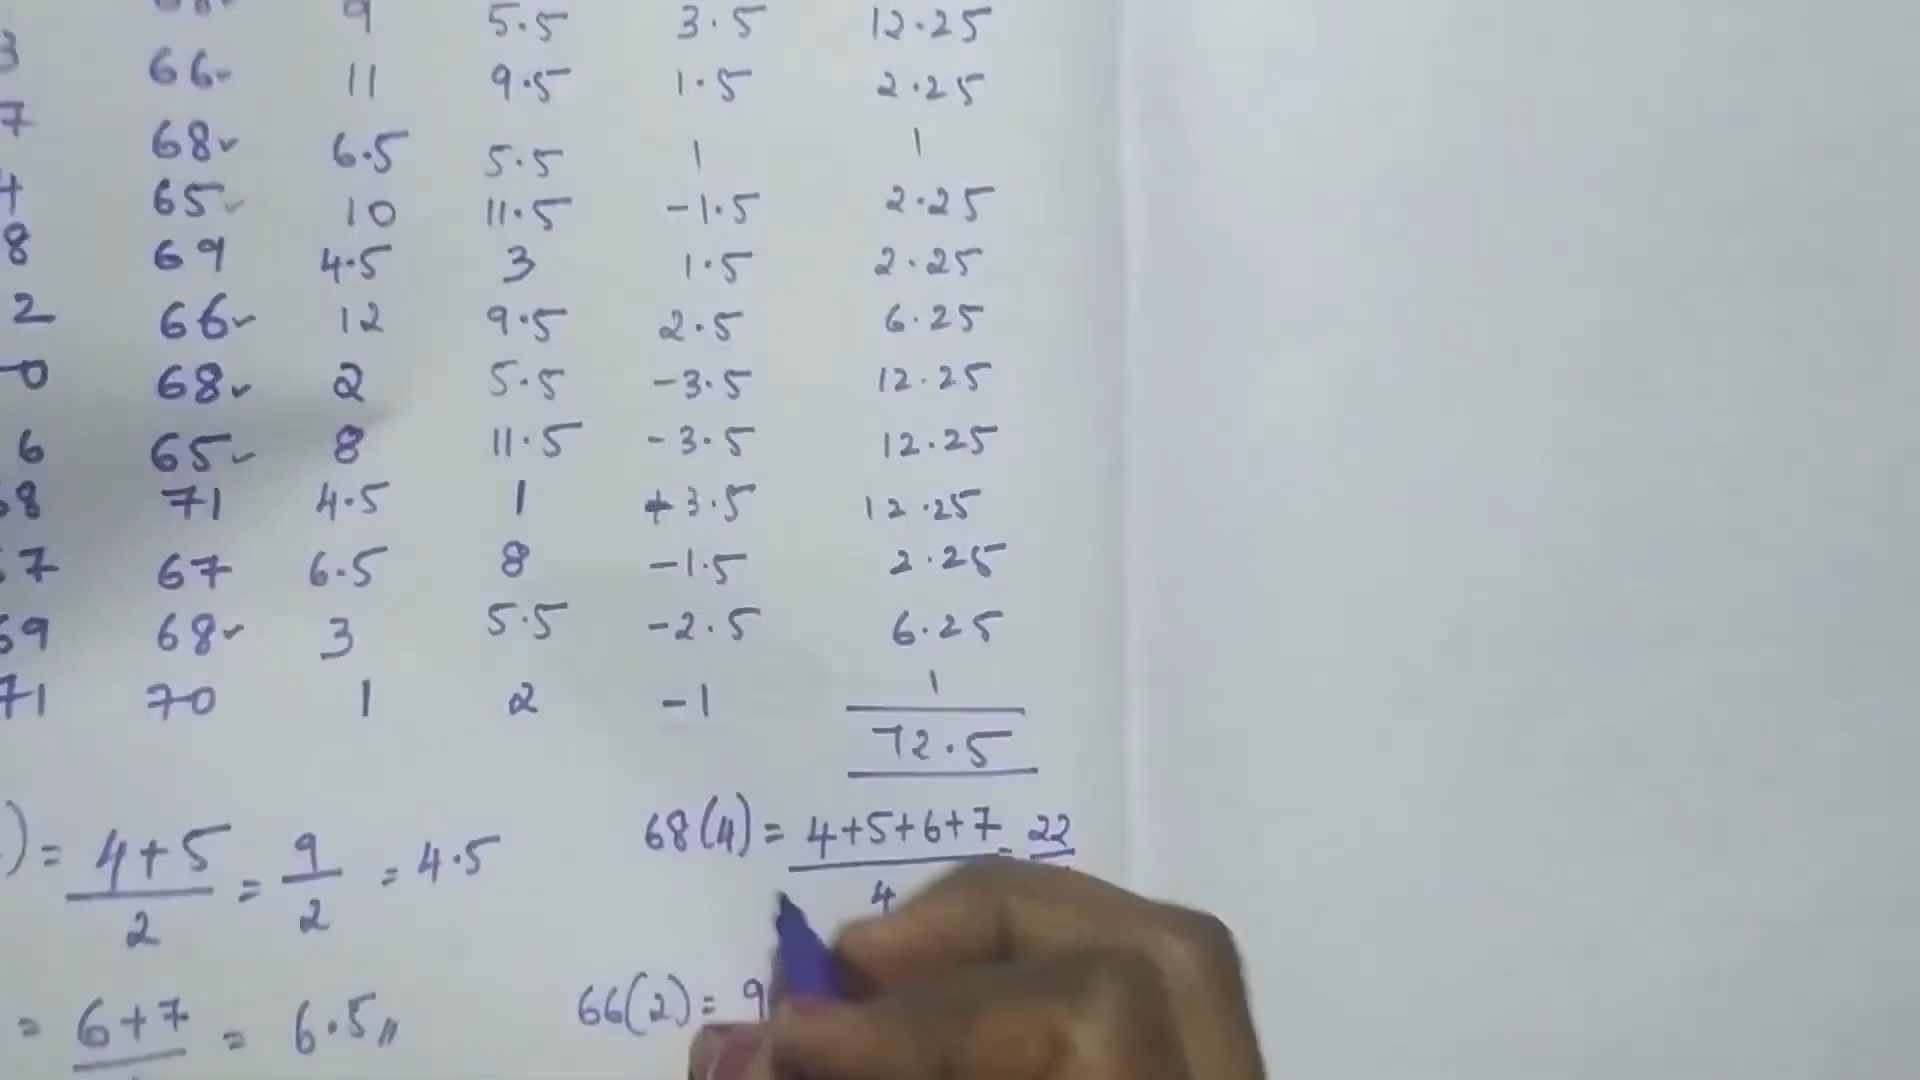 68 9 5.5 3.5 12.25
3 66 11 9.5 1.5 2.25
7 68 6.5 5.5 1 1
4 65 10 11.5 -1.5 2.25
8 69 4.5 3 1.5 2.25
2 66 12 9.5 2.5 6.25
0 68 2 5.5 -3.5 12.25
6 65 8 11.5 -3.5 12.25
68 71 4.5 1 +3.5 12.25
67 67 6.5 8 -1.5 2.25
69 68 3 5.5 -2.5 6.25
71 70 1 2 -1 1
72.5
) = 4+5/2 = 9/2 = 4.5
68(4) = 4+5+6+7/4 = 22
= 6+7 = 6.5//
66(2) = 9